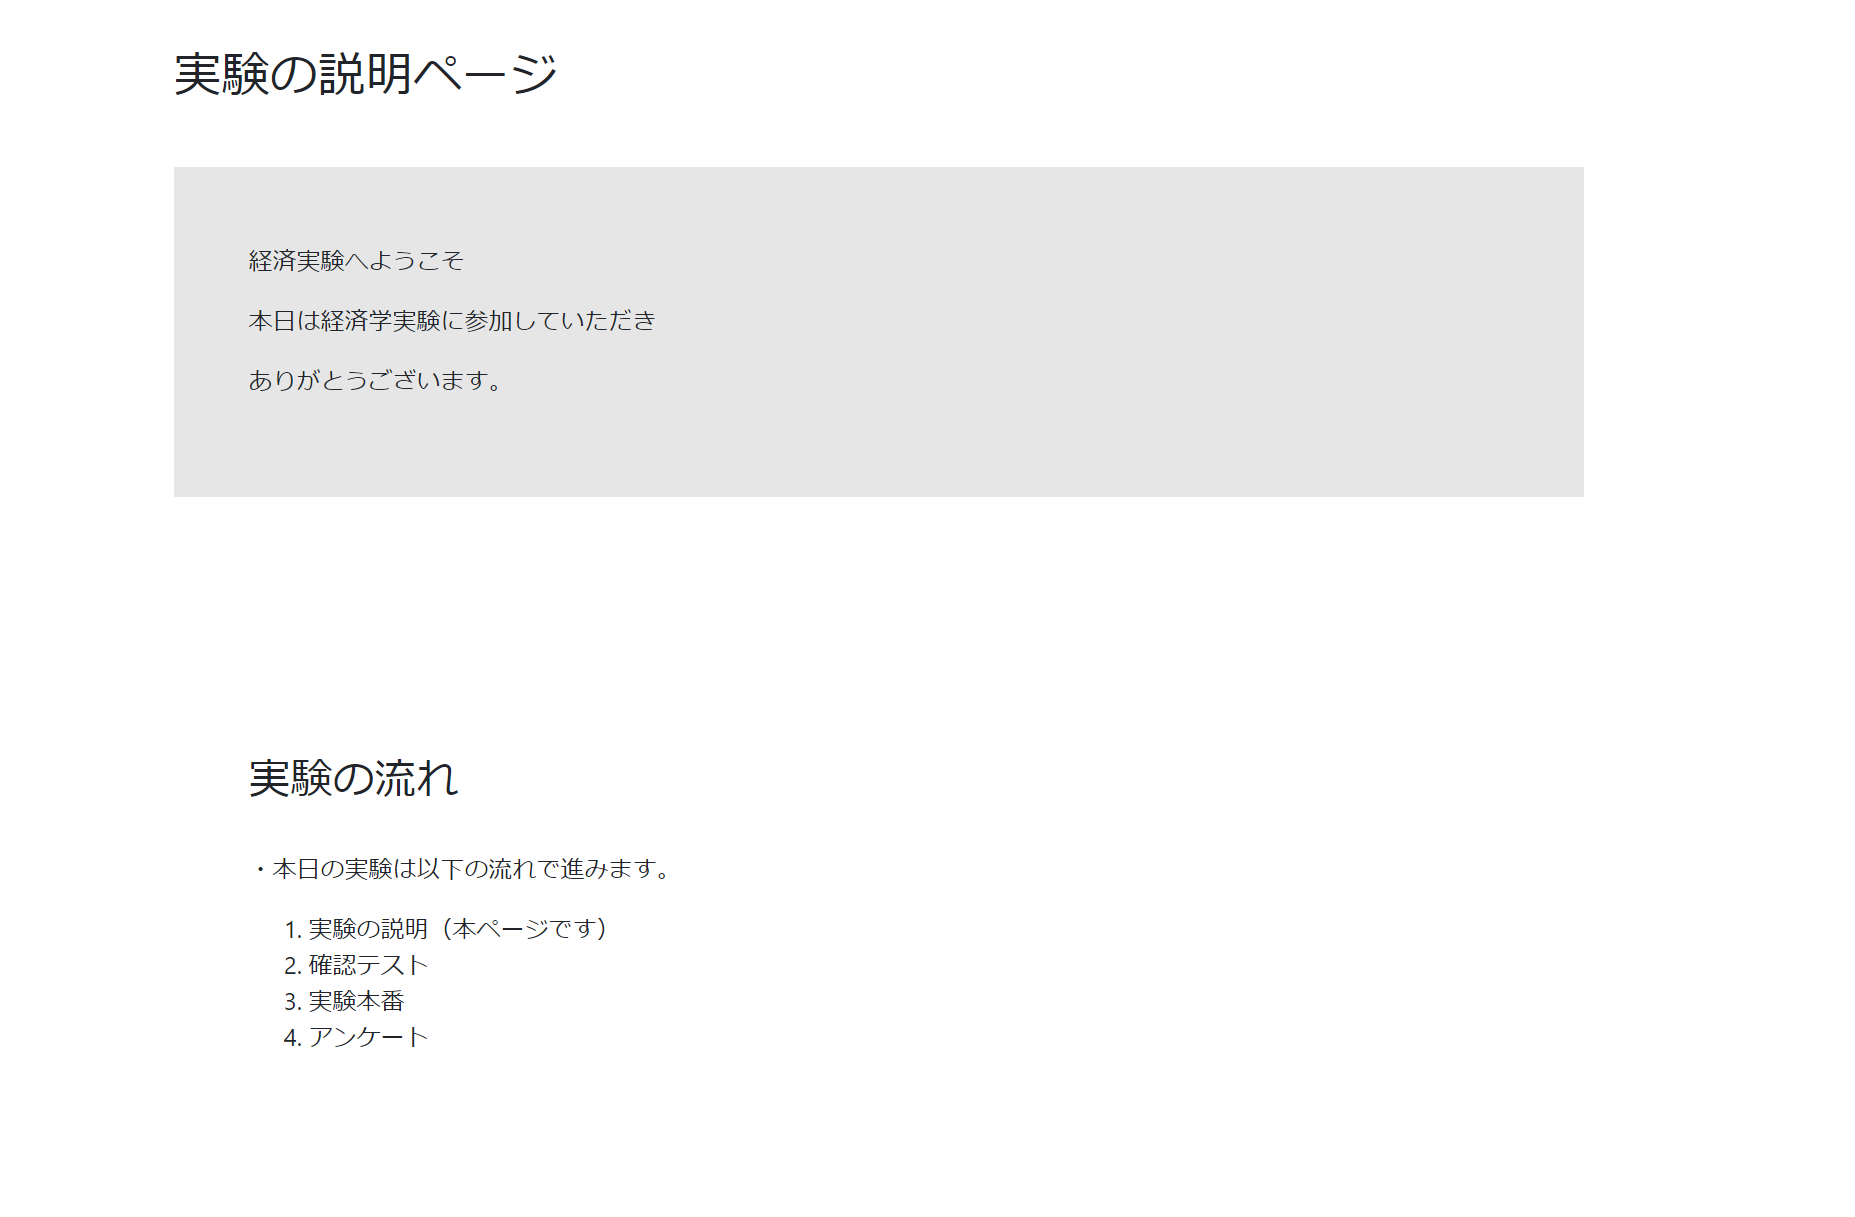 実験の説明ページ
経済実験へようこそ
本日は経済学実験に参加していただき
ありがとうございます。
実験の流れ
・本日の実験は以下の流れで進みます。
1. 実験の説明（本ページです）
2. 確認テスト
3. 実験本番
4. アンケート